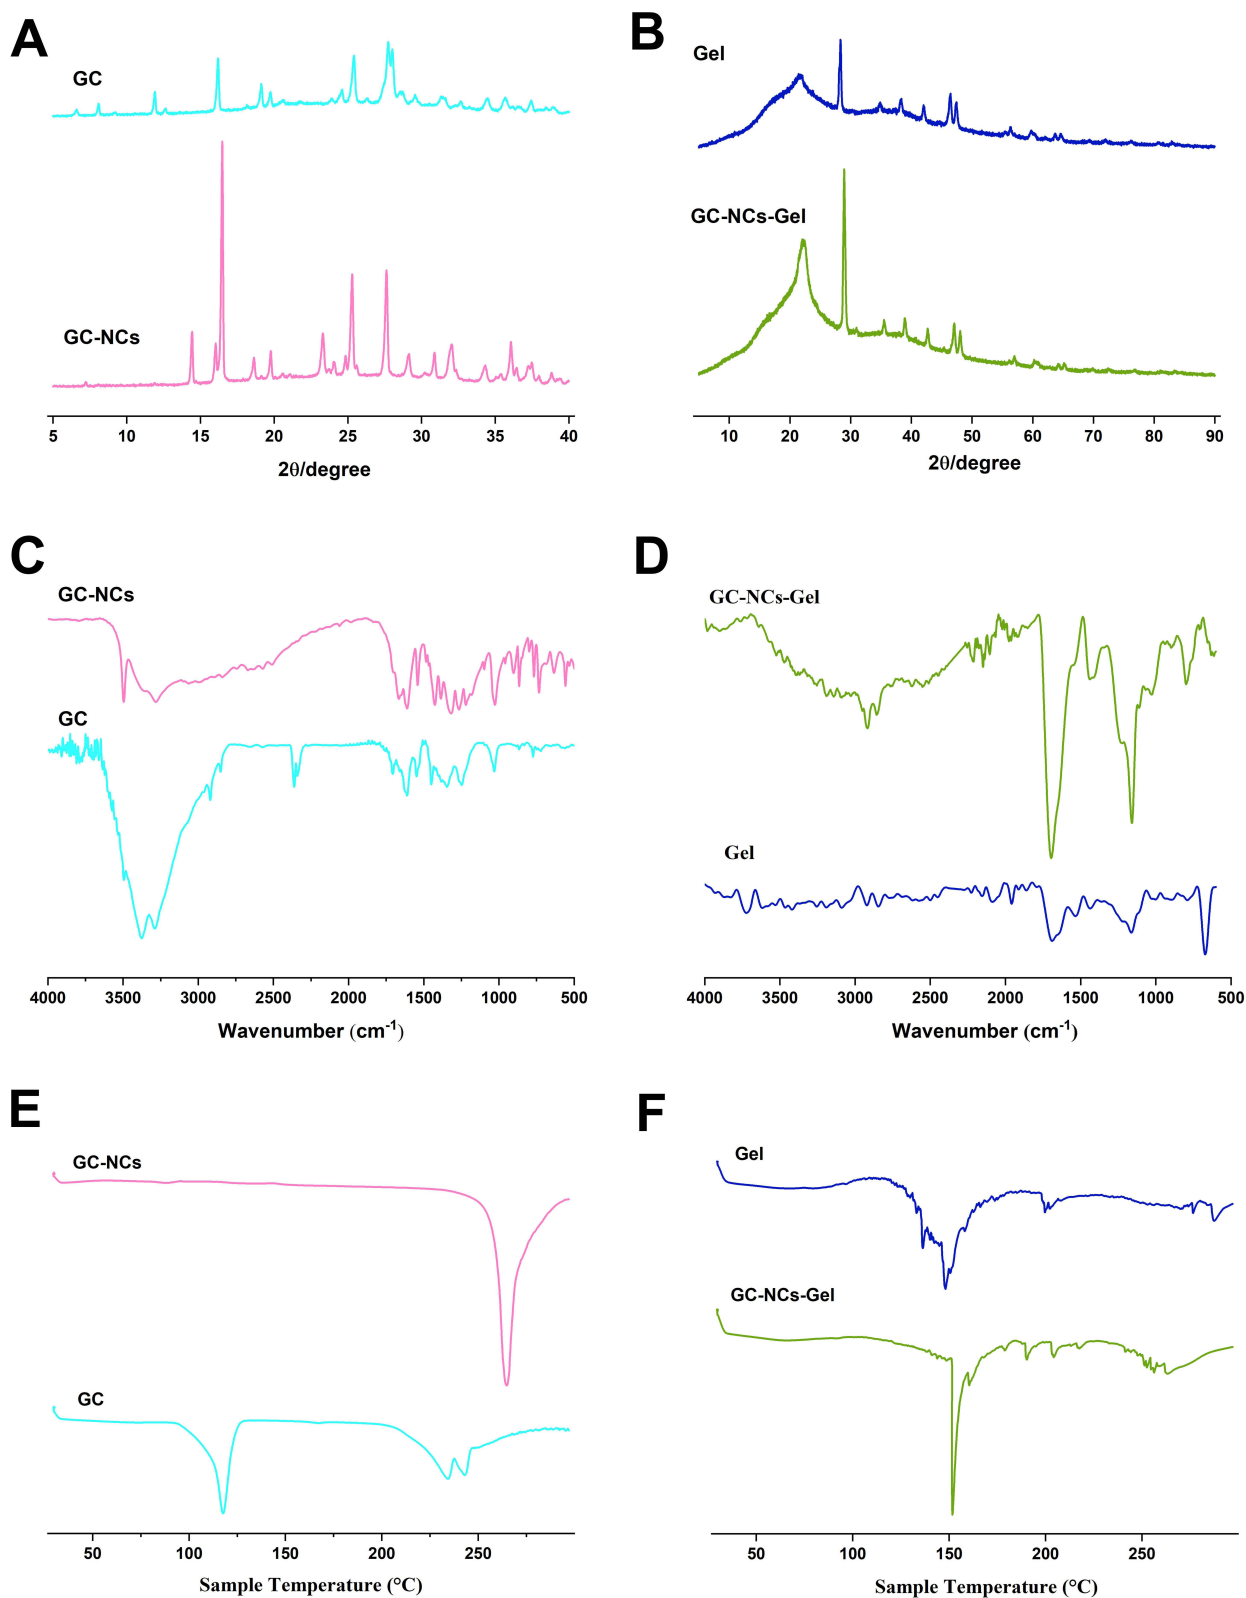 A
GC
GC-NCs
5 10 15 20 25 30 35 40
2θ/degree
B
Gel
GC-NCs-Gel
10 20 30 40 50 60 70 80 90
2θ/degree
C
GC-NCs
GC
4000 3500 3000 2500 2000 1500 1000 500
Wavenumber (cm⁻¹)
D
GC-NCs-Gel
Gel
4000 3500 3000 2500 2000 1500 1000 500
Wavenumber (cm⁻¹)
E
GC-NCs
GC
50 100 150 200 250
Sample Temperature (°C)
F
Gel
GC-NCs-Gel
50 100 150 200 250
Sample Temperature (°C)